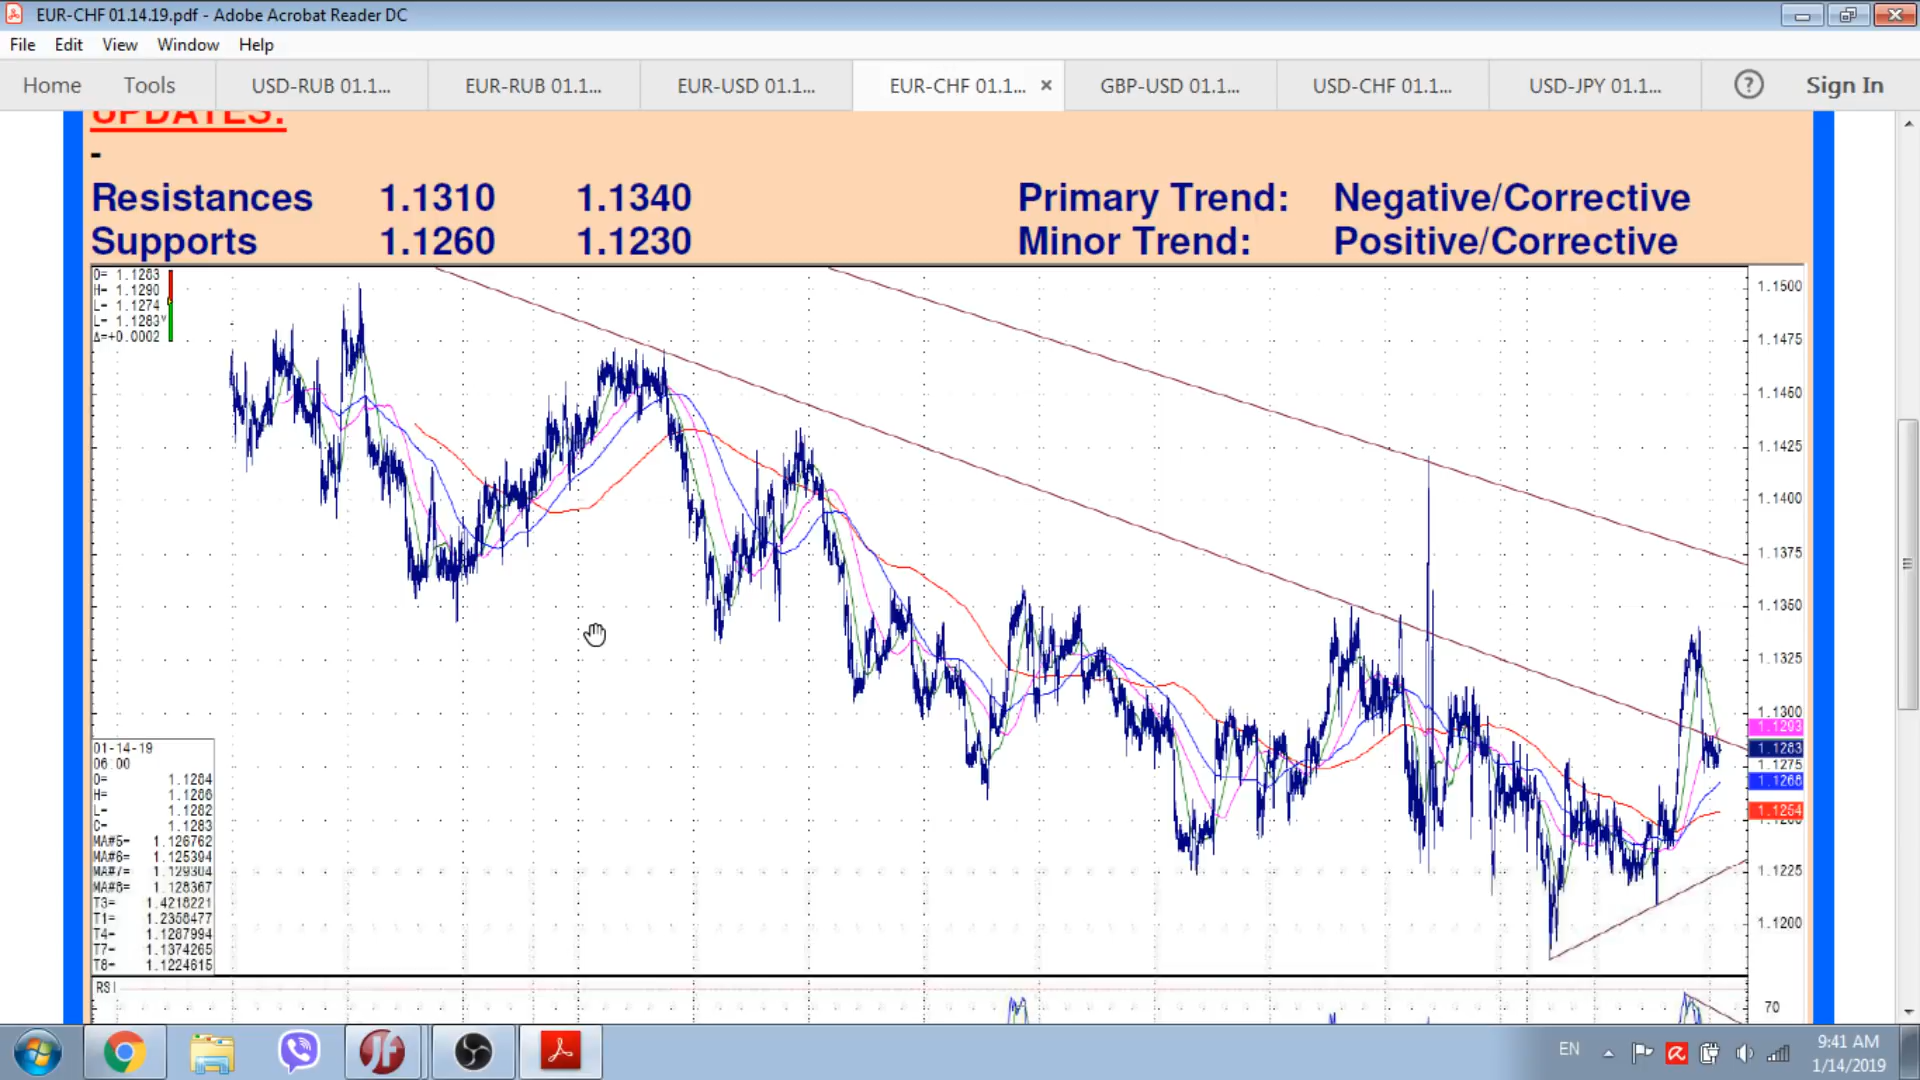 EUR-CHF 01.14.19.pdf - Adobe Acrobat Reader DC
File Edit View Window Help
Home Tools USD-RUB 01.1... EUR-RUB 01.1... EUR-USD 01.1... EUR-CHF 01.1... × GBP-USD 01.1... USD-CHF 01.1... USD-JPY 01.1... ? Sign In
UPDATES:
-
Resistances 1.1310 1.1340 Primary Trend: Negative/Corrective
Supports 1.1260 1.1230 Minor Trend: Positive/Corrective
O= 1.1283
H= 1.1290
L= 1.1274
L= 1.1283Y
Δ=+0.0002
1.1500
1.1475
1.1450
1.1425
1.1400
1.1375
1.1350
1.1325
1.1300
1.1293
1.1283
1.1275
1.1268
1.1254
1.1225
1.1200
01-14-19
06:00
O= 1.1284
H= 1.1286
L= 1.1282
C= 1.1283
MA#5= 1.126762
MA#6= 1.125394
MA#7= 1.129304
MA#8= 1.128367
T3= 1.4218221
T1= 1.2358477
T4= 1.1287994
T7= 1.1374265
T8= 1.1224615
RSI
70
EN
9:41 AM
1/14/2019